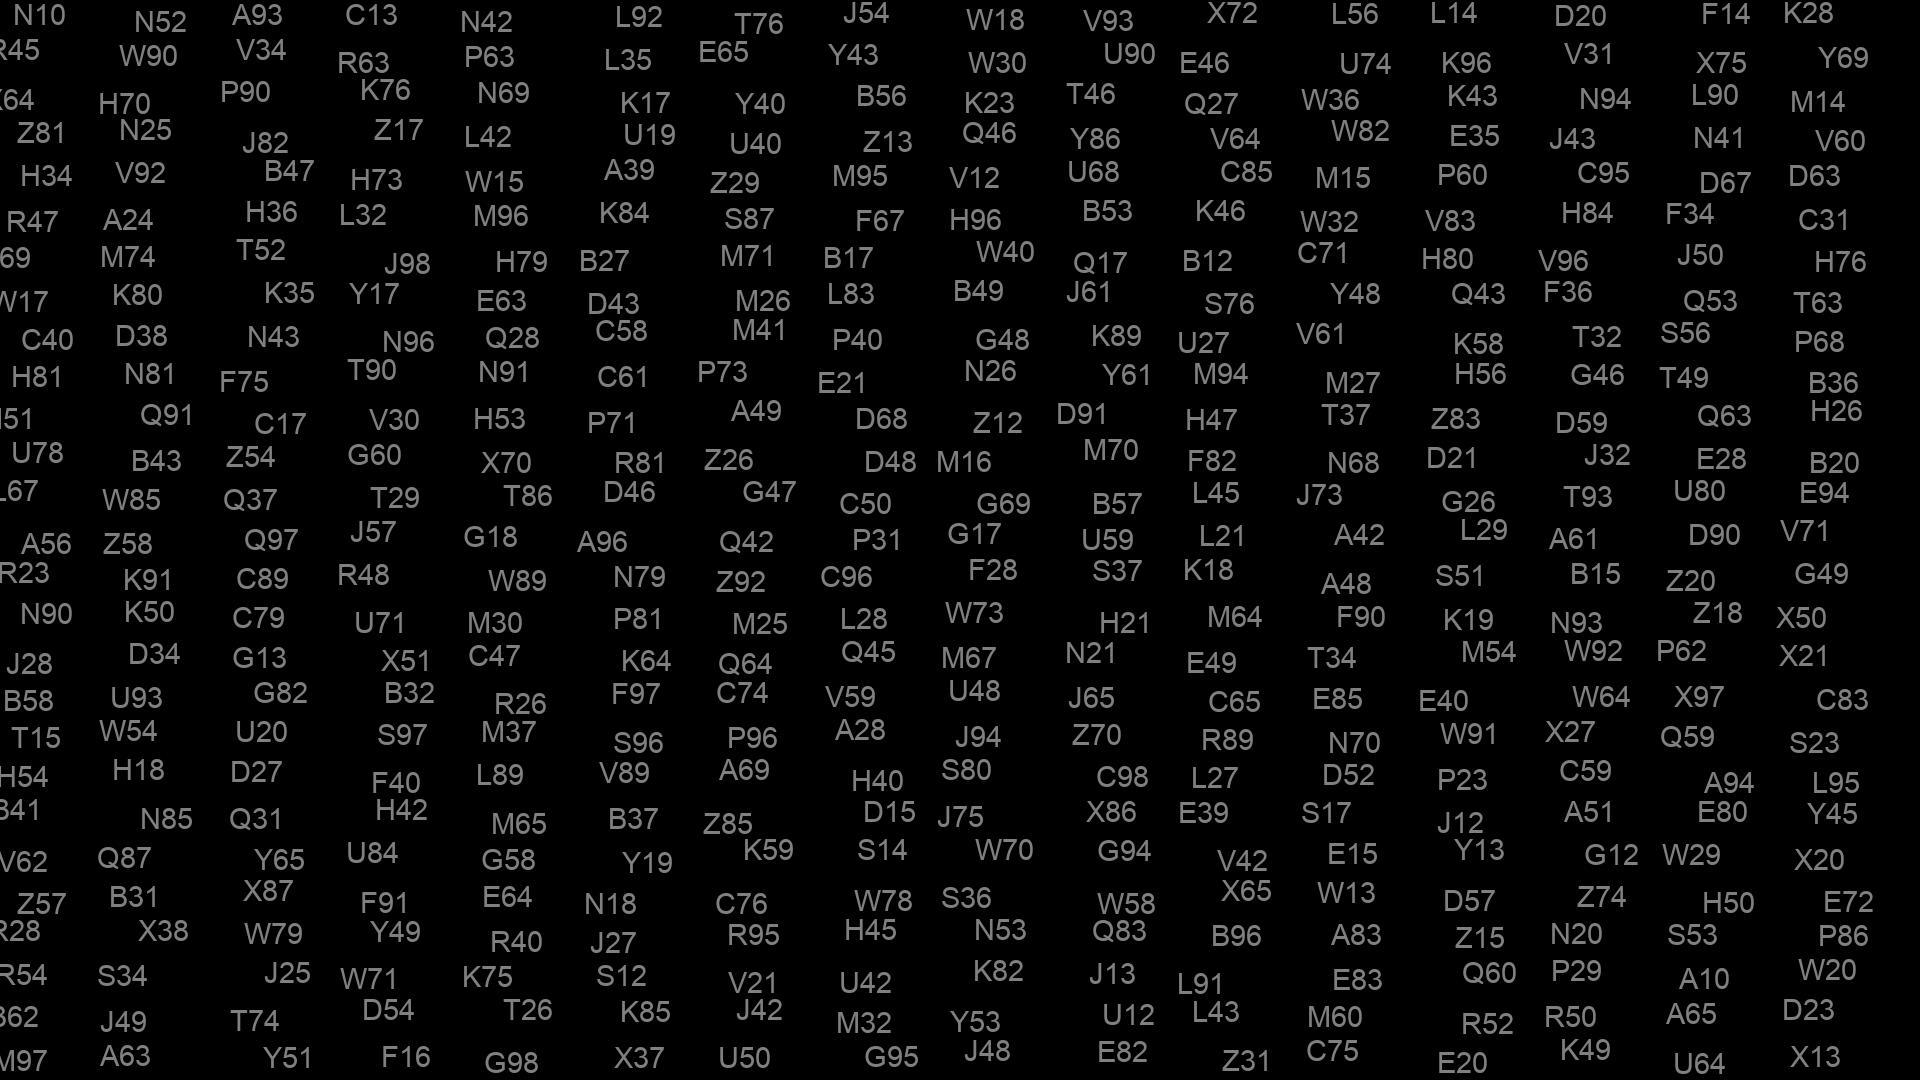 N10 N52 A93 C13 N42 L92 T76 J54 W18 V93 X72 L56 L14 D20 F14 K28
R45 W90 V34 R63 P63 L35 E65 Y43 W30 U90 E46 U74 K96 V31 X75 Y69
H70 P90 K76 N69 K17 Y40 B56 K23 T46 Q27 W36 K43 N94 L90 M14
Z81 N25 J82 Z17 L42 U19 U40 Z13 Q46 Y86 V64 W82 E35 J43 N41 V60
H34 V92 B47 H73 W15 A39 Z29 M95 V12 U68 C85 M15 P60 C95 D67 D63
R47 A24 H36 L32 M96 K84 S87 F67 H96 B53 K46 W32 V83 H84 F34 C31
69 M74 T52 J98 H79 B27 M71 B17 W40 Q17 B12 C71 H80 V96 J50 H76
W17 K80 K35 Y17 E63 D43 M26 L83 B49 J61 S76 Y48 Q43 F36 Q53 T63
C40 D38 N43 N96 Q28 C58 M41 P40 G48 K89 U27 V61 K58 T32 S56 P68
H81 N81 F75 T90 N91 C61 P73 E21 N26 Y61 M94 M27 H56 G46 T49 B36
51 Q91 C17 V30 H53 P71 A49 D68 Z12 D91 H47 T37 Z83 D59 Q63 H26
U78 B43 Z54 G60 X70 R81 Z26 D48 M16 M70 F82 N68 D21 J32 E28 B20
L67 W85 Q37 T29 T86 D46 G47 C50 G69 B57 L45 J73 G26 T93 U80 E94
A56 Z58 Q97 J57 G18 A96 Q42 P31 G17 U59 L21 A42 L29 A61 D90 V71
R23 K91 C89 R48 W89 N79 Z92 C96 F28 S37 K18 A48 S51 B15 Z20 G49
N90 K50 C79 U71 M30 P81 M25 L28 W73 H21 M64 F90 K19 N93 Z18 X50
J28 D34 G13 X51 C47 K64 Q64 Q45 M67 N21 E49 T34 M54 W92 P62 X21
B58 U93 G82 B32 R26 F97 C74 V59 U48 J65 C65 E85 E40 W64 X97 C83
T15 W54 U20 S97 M37 S96 P96 A28 J94 Z70 R89 N70 W91 X27 Q59 S23
H54 H18 D27 F40 L89 V89 A69 H40 S80 C98 L27 D52 P23 C59 A94 L95
B41 N85 Q31 H42 M65 B37 Z85 D15 J75 X86 E39 S17 J12 A51 E80 Y45
V62 Q87 Y65 U84 G58 Y19 K59 S14 W70 G94 V42 E15 Y13 G12 W29 X20
Z57 B31 X87 F91 E64 N18 C76 W78 S36 W58 X65 W13 D57 Z74 H50 E72
R28 X38 W79 Y49 R40 J27 R95 H45 N53 Q83 B96 A83 Z15 N20 S53 P86
R54 S34 J25 W71 K75 S12 V21 U42 K82 J13 L91 E83 Q60 P29 A10 W20
B62 J49 T74 D54 T26 K85 J42 M32 Y53 U12 L43 M60 R52 R50 A65 D23
M97 A63 Y51 F16 G98 X37 U50 G95 J48 E82 Z31 C75 E20 K49 U64 X13